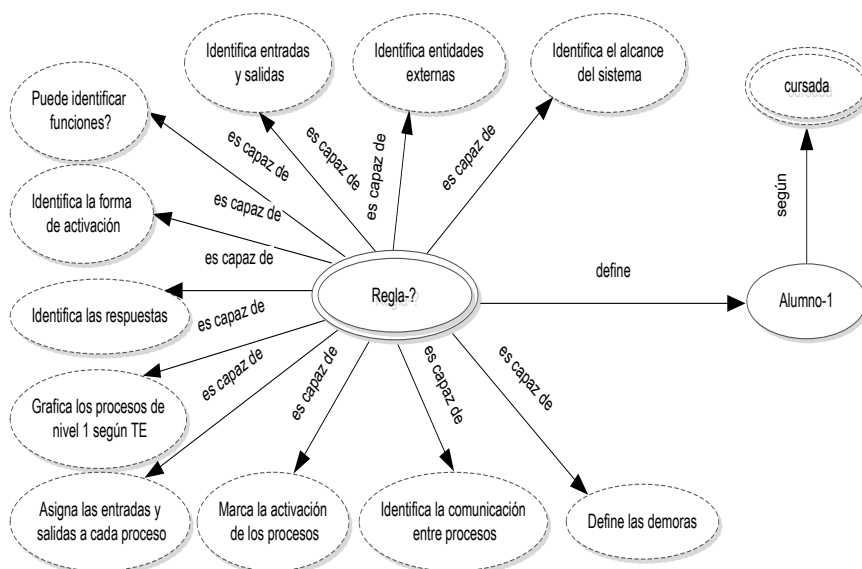 Identifica entradas
y salidas
Identifica entidades
externas
Identifica el alcance
del sistema
cursada
Puede identificar
funciones?
es capaz de
es capaz de
es capaz de
es capaz de
según
Identifica la forma
de activación
es capaz de
es capaz de
define
Regla-?
Alumno-1
Identifica las respuestas
es capaz de
es capaz de
es capaz de
es capaz de
es capaz de
Grafica los procesos de
nivel 1 según TE
Asigna las entradas y
salidas a cada proceso
Marca la activación
de los procesos
Identifica la comunicación
entre procesos
Define las demoras